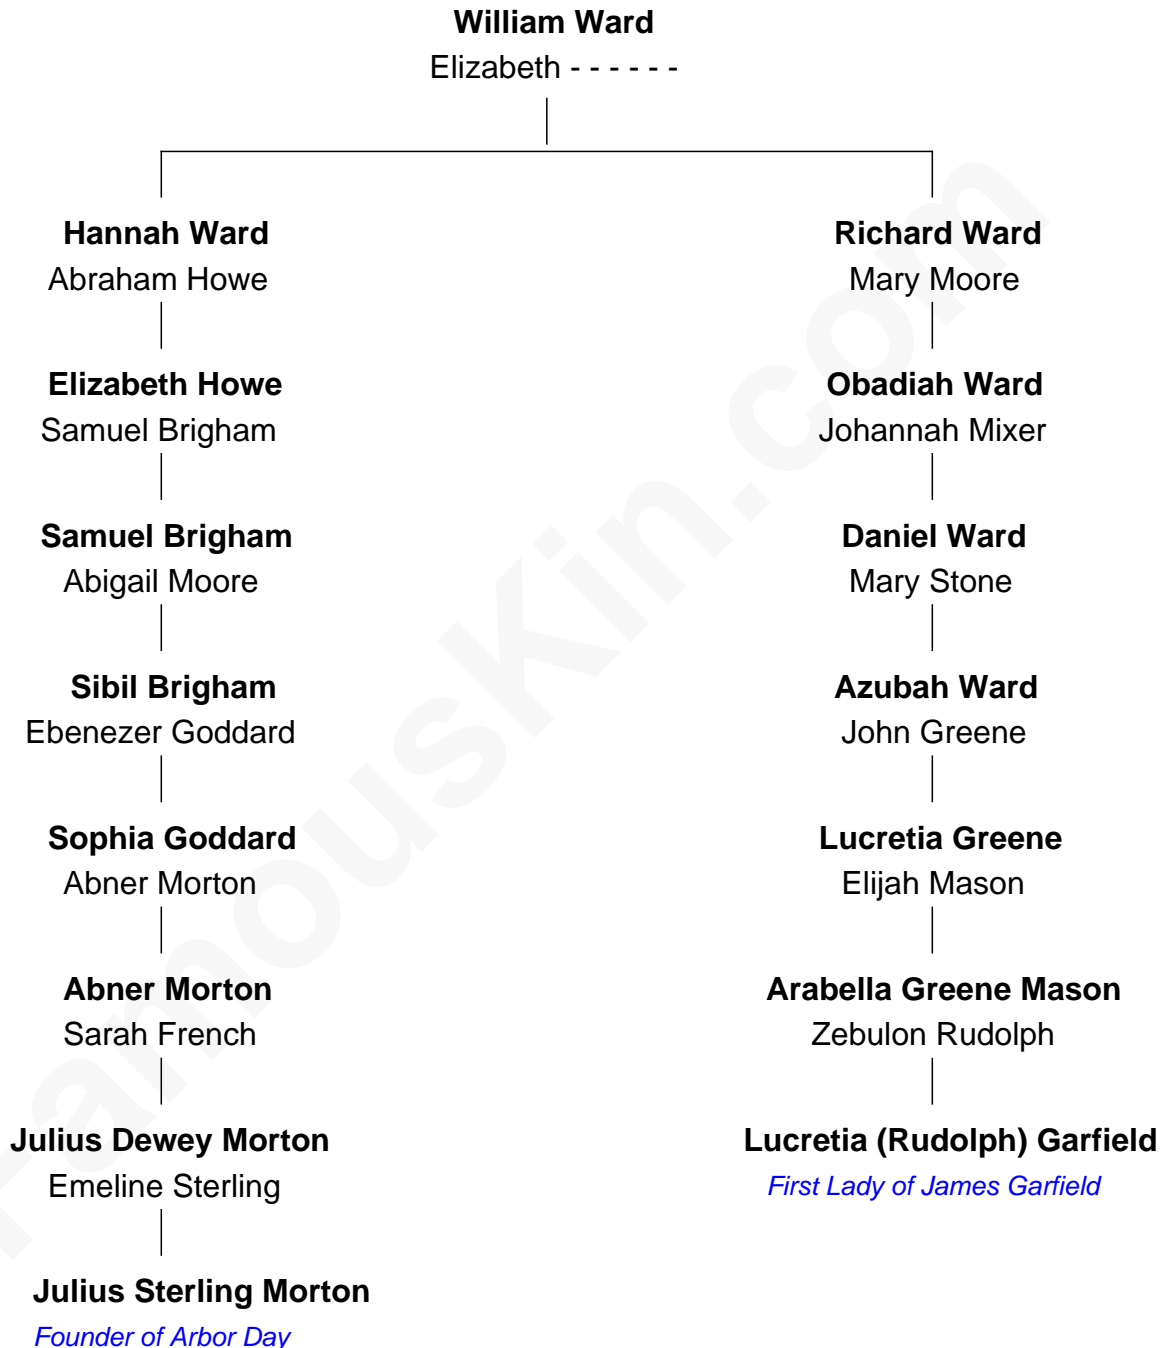 William Ward
Elizabeth - - - - - -
Hannah Ward
Abraham Howe
Richard Ward
Mary Moore
Elizabeth Howe
Samuel Brigham
Obadiah Ward
Johannah Mixer
Samuel Brigham
Abigail Moore
Daniel Ward
Mary Stone
Sibil Brigham
Ebenezer Goddard
Azubah Ward
John Greene
Sophia Goddard
Abner Morton
Lucretia Greene
Elijah Mason
Abner Morton
Sarah French
Arabella Greene Mason
Zebulon Rudolph
Julius Dewey Morton
Emeline Sterling
Lucretia (Rudolph) Garfield
First Lady of James Garfield
Julius Sterling Morton
Founder of Arbor Day
FamousKin.com